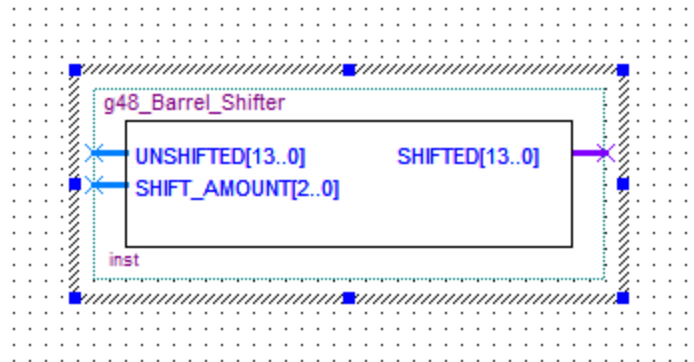 g48_Barrel_Shifter
UNSHIFTED[13..0] SHIFTED[13..0]
SHIFT_AMOUNT[2..0]
inst